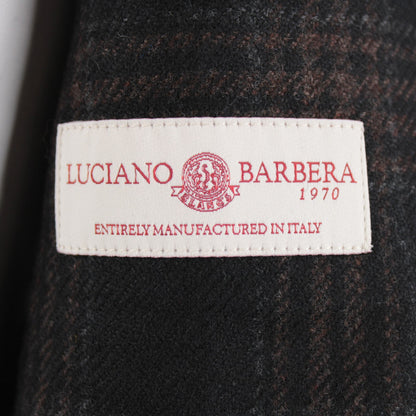 LUCIANO BARBERA
1970
ENTIRELY MANUFACTURED IN ITALY